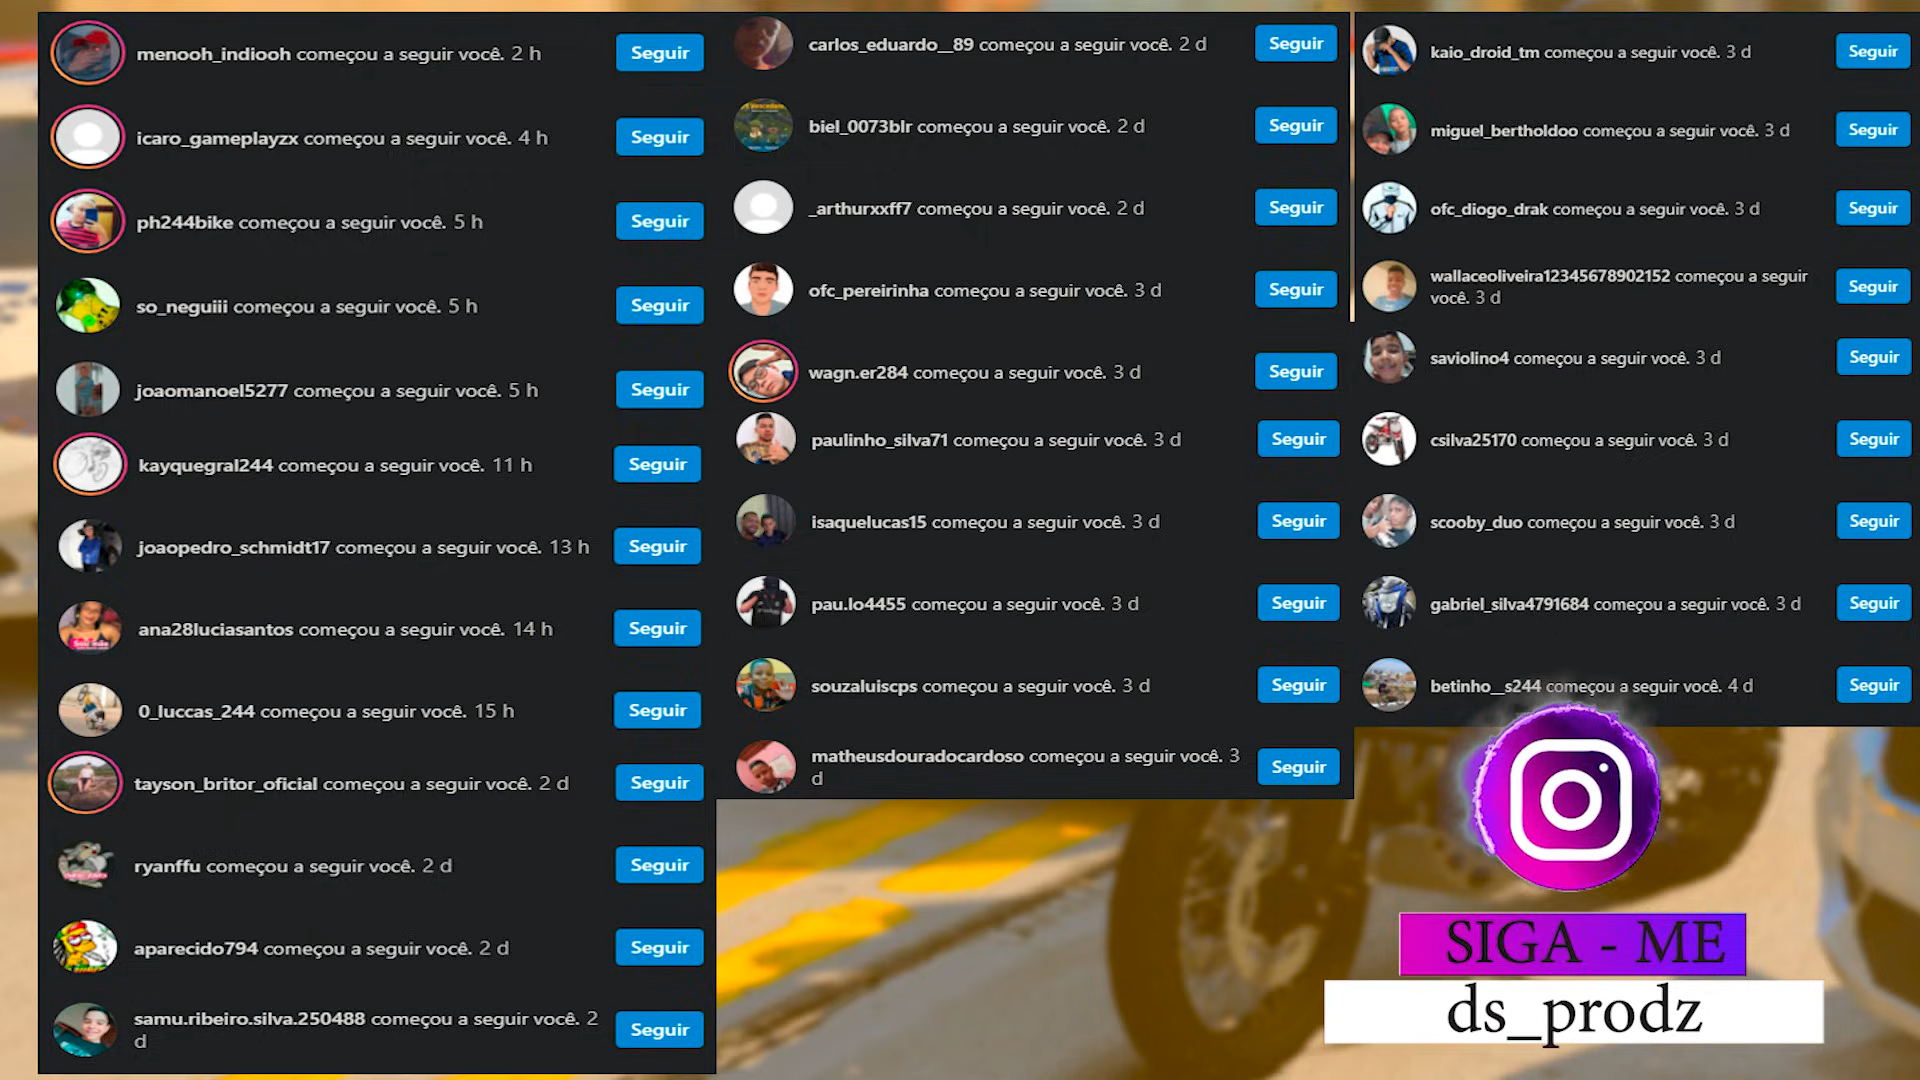 menooh_indiooh começou a seguir você. 2 h
Seguir
icaro_gameplayzx começou a seguir você. 4 h
Seguir
ph244bike começou a seguir você. 5 h
Seguir
so_neguiii começou a seguir você. 5 h
Seguir
joaomanoel5277 começou a seguir você. 5 h
Seguir
kayquegral244 começou a seguir você. 11 h
Seguir
joaopedro_schmidt17 começou a seguir você. 13 h
Seguir
ana28luciasantos começou a seguir você. 14 h
Seguir
0_luccas_244 começou a seguir você. 15 h
Seguir
tayson_britor_oficial começou a seguir você. 2 d
Seguir
ryanffu começou a seguir você. 2 d
Seguir
aparecido794 começou a seguir você. 2 d
Seguir
samu.ribeiro.silva.250488 começou a seguir você. 2
d
Seguir
carlos_eduardo__89 começou a seguir você. 2 d
Seguir
biel_0073blr começou a seguir você. 2 d
Seguir
_arthurxxff7 começou a seguir você. 2 d
Seguir
ofc_pereirinha começou a seguir você. 3 d
Seguir
wagn.er284 começou a seguir você. 3 d
Seguir
paulinho_silva71 começou a seguir você. 3 d
Seguir
isaquelucas15 começou a seguir você. 3 d
Seguir
pau.lo4455 começou a seguir você. 3 d
Seguir
souzaluiscps começou a seguir você. 3 d
Seguir
matheusdouradocardoso começou a seguir você. 3
d
Seguir
kaio_droid_tm começou a seguir você. 3 d
Seguir
miguel_bertholdoo começou a seguir você. 3 d
Seguir
ofc_diogo_drak começou a seguir você. 3 d
Seguir
wallaceoliveira12345678902152 começou a seguir
você. 3 d
Seguir
saviolino4 começou a seguir você. 3 d
Seguir
csilva25170 começou a seguir você. 3 d
Seguir
scooby_duo começou a seguir você. 3 d
Seguir
gabriel_silva4791684 começou a seguir você. 3 d
Seguir
betinho__s244 começou a seguir você. 4 d
Seguir
SIGA - ME
ds_prodz